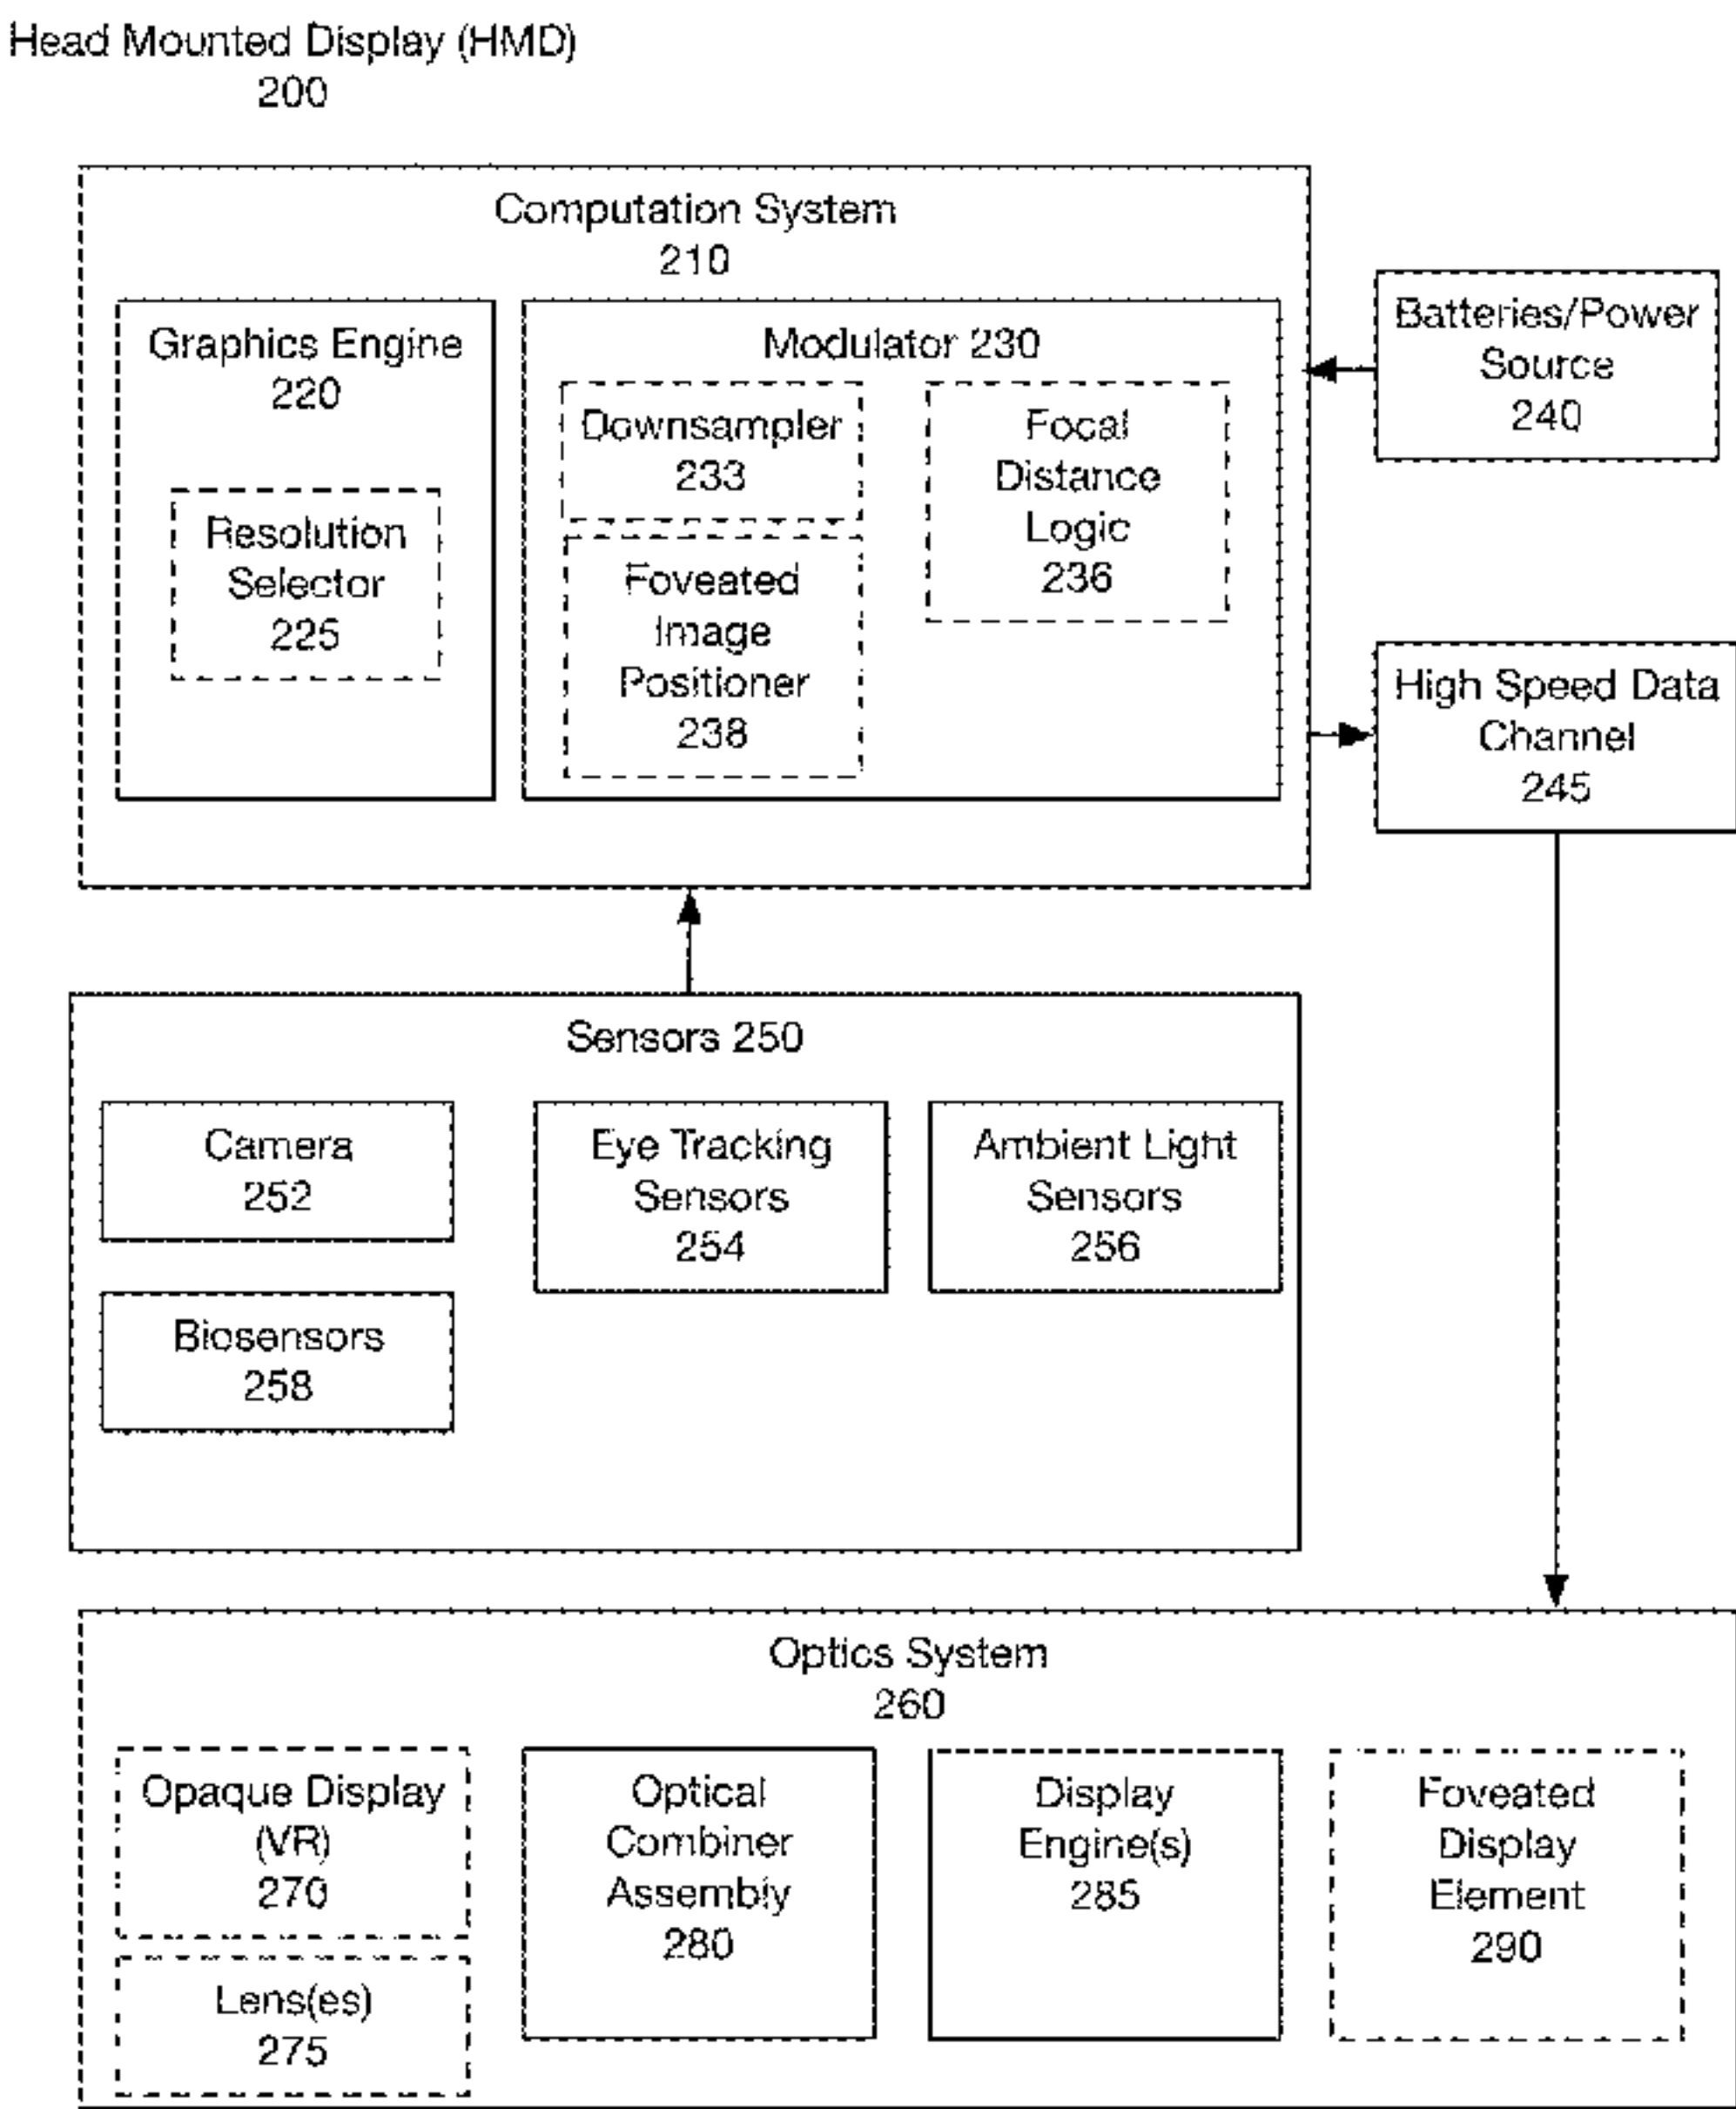 Head Mounted Display (HMD)
200
Computation System
210
Graphics Engine
220
Resolution
Selector
225
Modulator 230
Downsampler
233
Foveated
Image
Positioner
238
Focal
Distance
Logic
236
Batteries/Power
Source
240
High Speed Data
Channel
245
Sensors 250
Camera
252
Eye Tracking
Sensors
254
Ambient Light
Sensors
256
Biosensors
258
Optics System
260
Opaque Display
(VR)
270
Lens(es)
275
Optical
Combiner
Assembly
280
Display
Engine(s)
285
Foveated
Display
Element
290